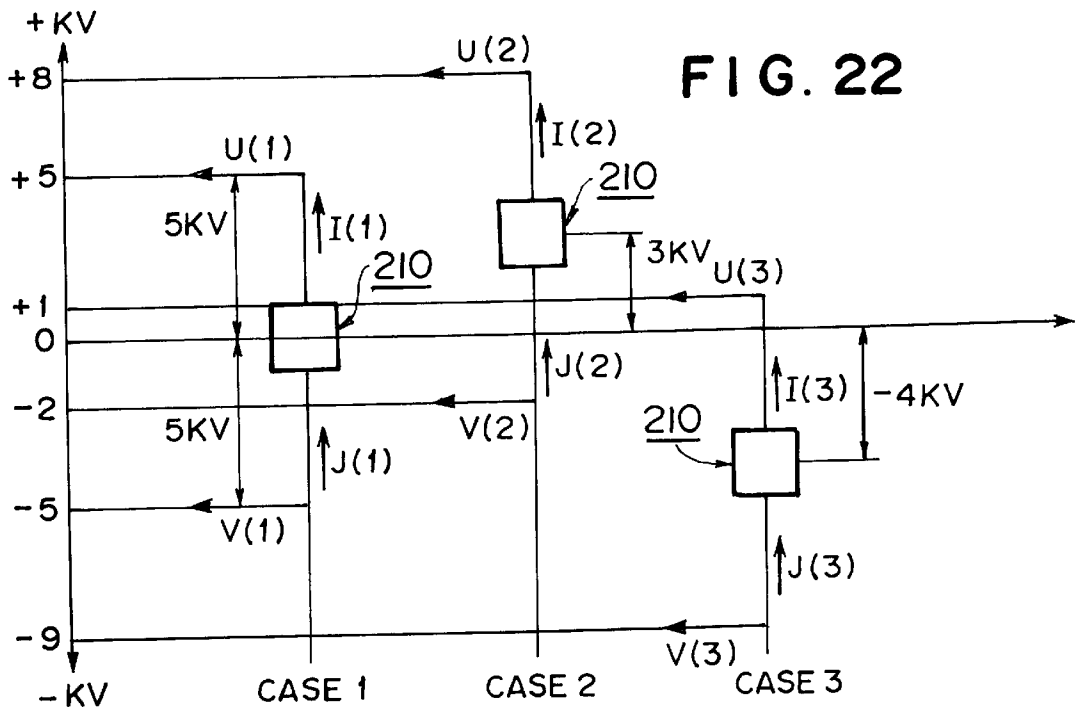 +KV
FIG. 22
U(2)
+8
I(2)
U(1)
210
+5
5KV
I(1)
210
3KV
U(3)
+1
0
J(2)
I(3)
-4KV
-2
V(2)
5KV
210
J(1)
-5
V(1)
J(3)
-9
V(3)
-KV
CASE 1
CASE 2
CASE 3